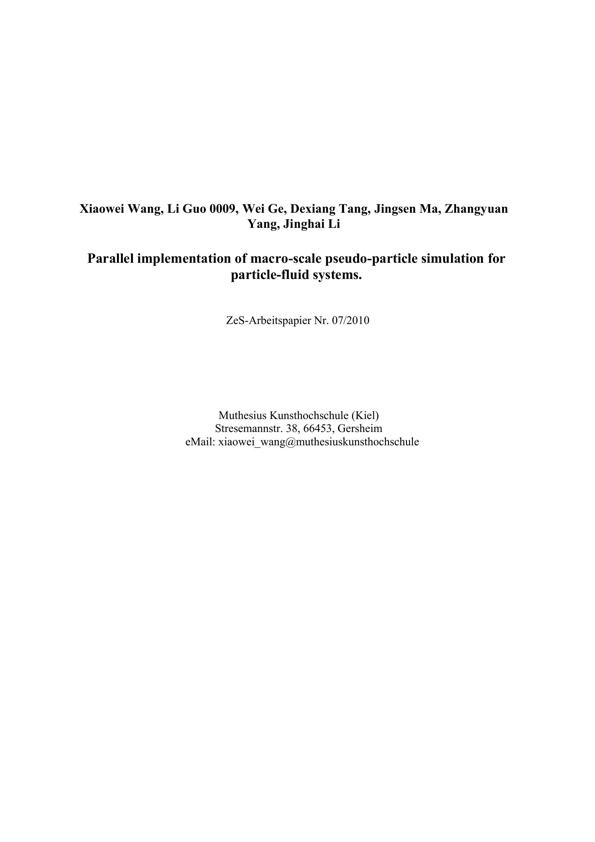 Xiaowei Wang, Li Guo 0009, Wei Ge, Dexiang Tang, Jingsen Ma, Zhangyuan
Yang, Jinghai Li
Parallel implementation of macro-scale pseudo-particle simulation for
particle-fluid systems.
ZeS-Arbeitspapier Nr. 07/2010
Muthesius Kunsthochschule (Kiel)
Stresemannstr. 38, 66453, Gersheim
eMail: xiaowei_wang@muthesiuskunsthochschule